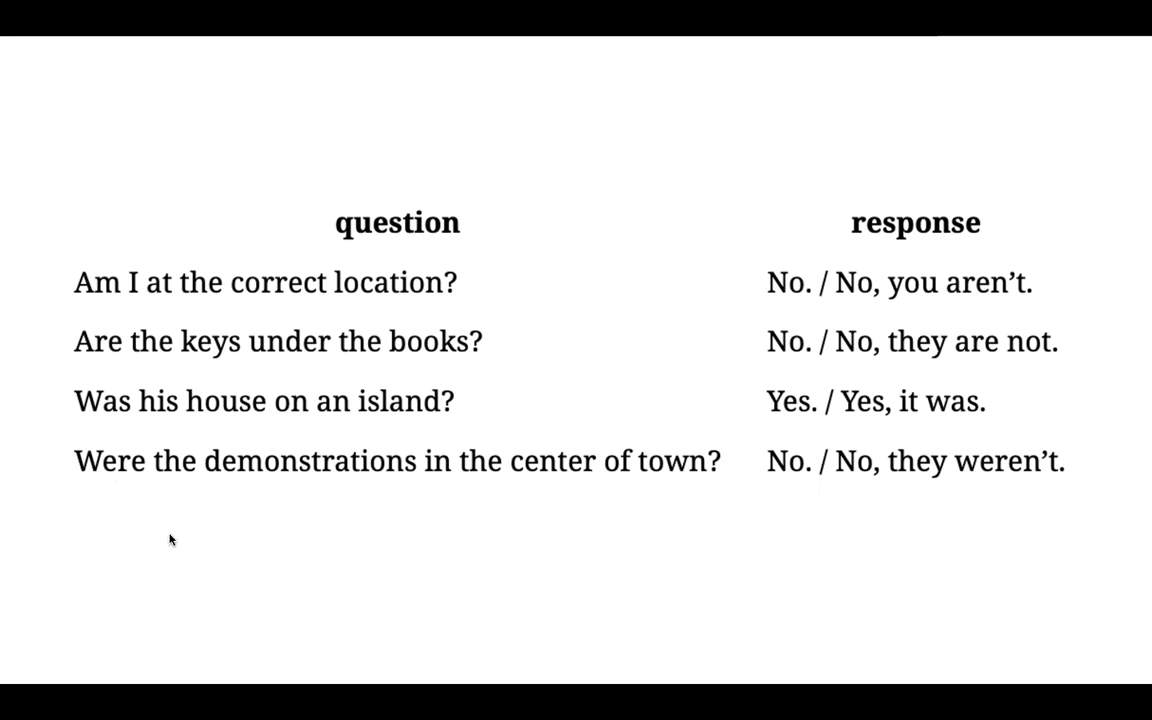 question response
Am I at the correct location? No. / No, you aren’t.
Are the keys under the books? No. / No, they are not.
Was his house on an island? Yes. / Yes, it was.
Were the demonstrations in the center of town? No. / No, they weren’t.